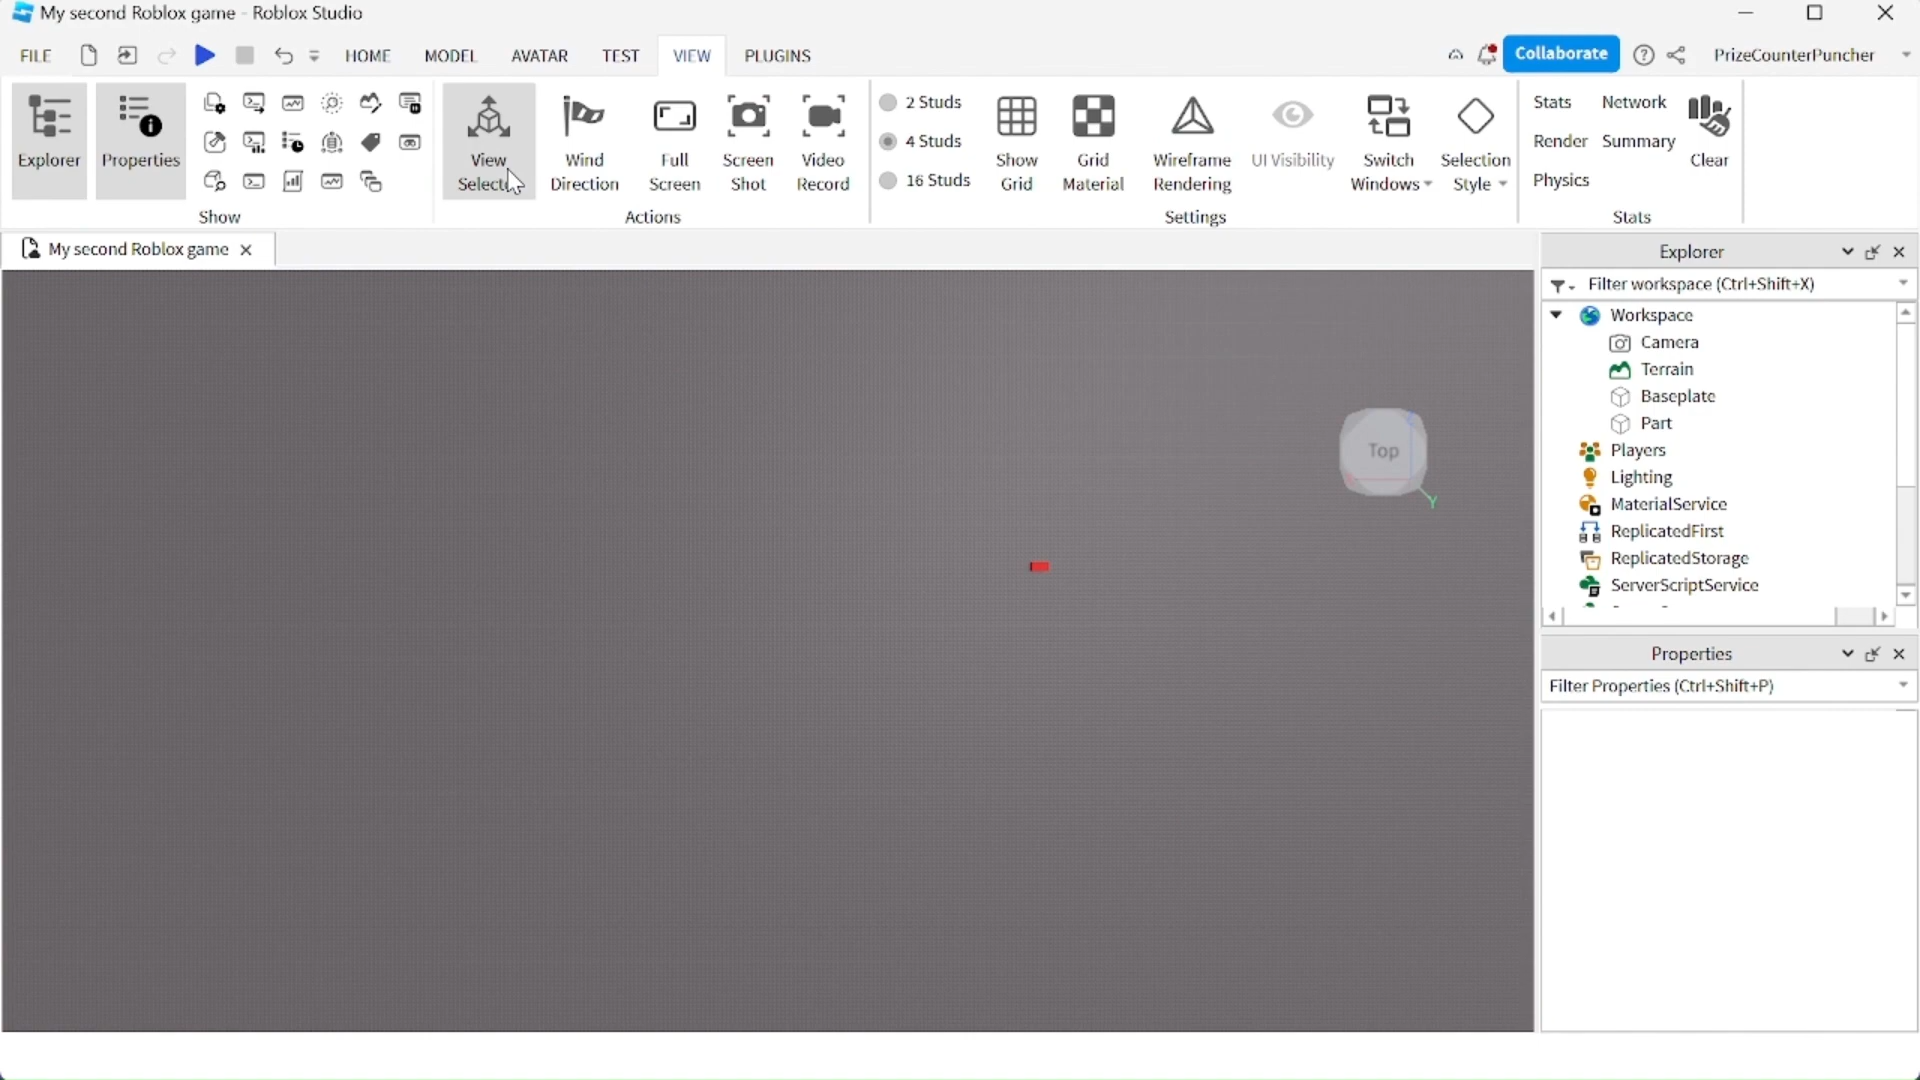 My second Roblox game - Roblox Studio
FILE HOME MODEL AVATAR TEST VIEW PLUGINS Collaborate PrizeCounterPuncher
Explorer
Properties
Show
View
Wind Direction
Full Screen
Screen Shot
Video Record
Actions
2 Studs
4 Studs
16 Studs
Show Grid
Grid Material
Wireframe Rendering
UI Visibility
Switch Windows
Selection Style
Settings
Stats Network
Render Summary
Physics
Clear
Stats
My second Roblox game
Explorer
Filter workspace (Ctrl+Shift+X)
Workspace
Camera
Terrain
Baseplate
Part
Players
Lighting
MaterialService
ReplicatedFirst
ReplicatedStorage
ServerScriptService
Top
Y
Properties
Filter Properties (Ctrl+Shift+P)